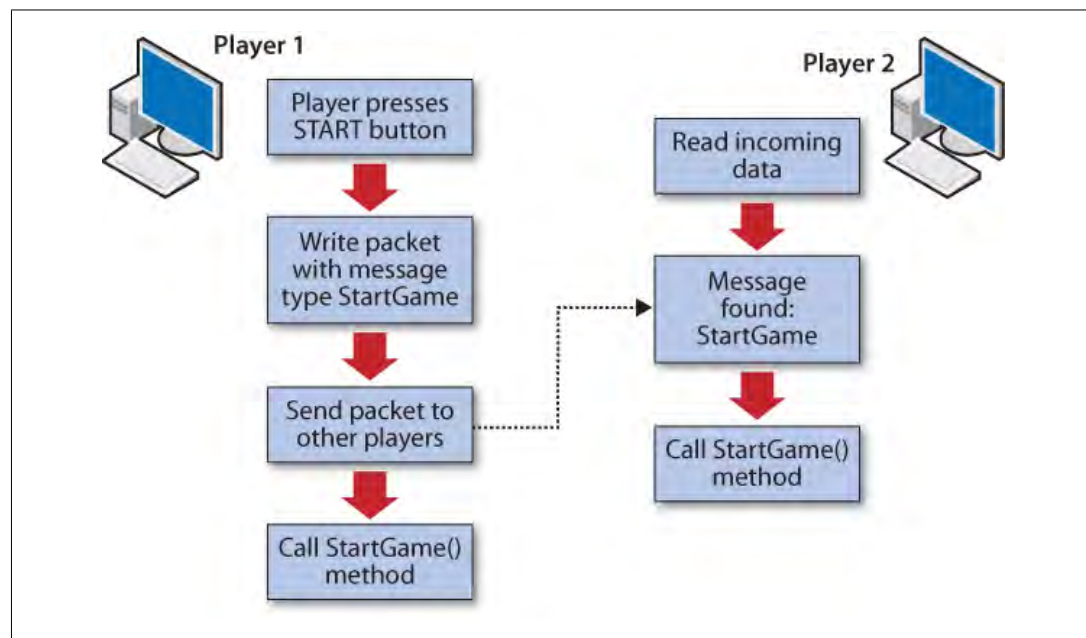 Player 1
Player presses
START button
Write packet
with message
type StartGame
Send packet to
other players
Call StartGame()
method
Player 2
Read incoming
data
Message
found:
StartGame
Call StartGame()
method